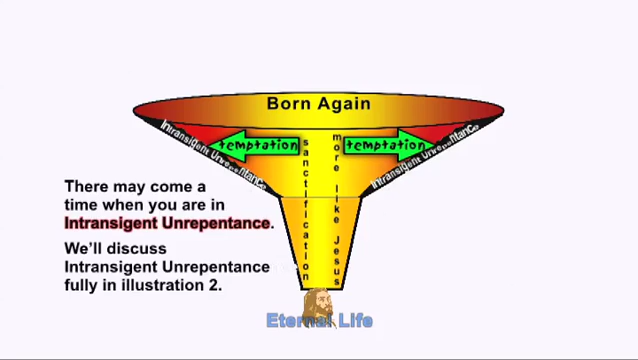 Born Again
Intransigent Unrepentance
temptation
temptation
Intransigent Unrepentance
sanctification
more like Jesus
There may come a
time when you are in
Intransigent Unrepentance.
We'll discuss
Intransigent Unrepentance
fully in illustration 2.
Eternal Life